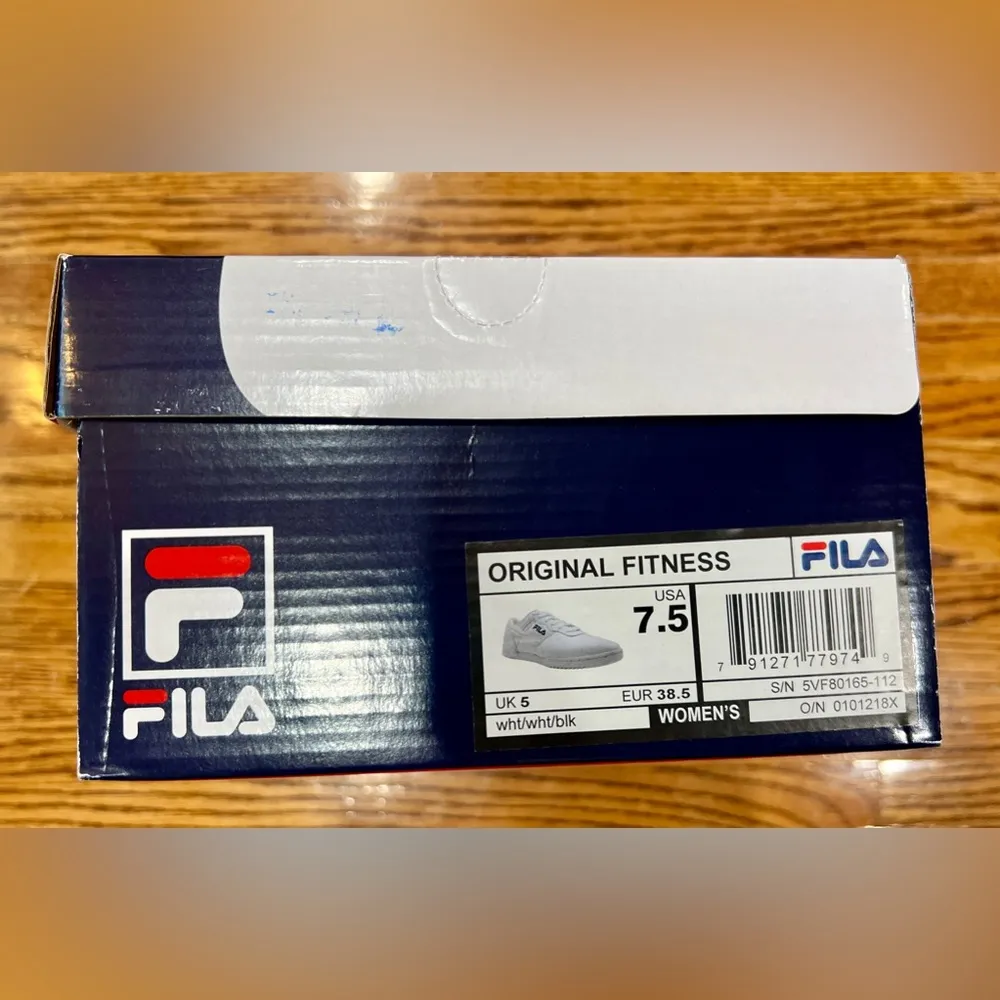 FILA
ORIGINAL FITNESS
FILA
FILA
USA
7.5
UK 5
EUR 38.5
wht/wht/blk
WOMEN'S
7 91271 77974 9
S/N 5VF80165-112
O/N 0101218X